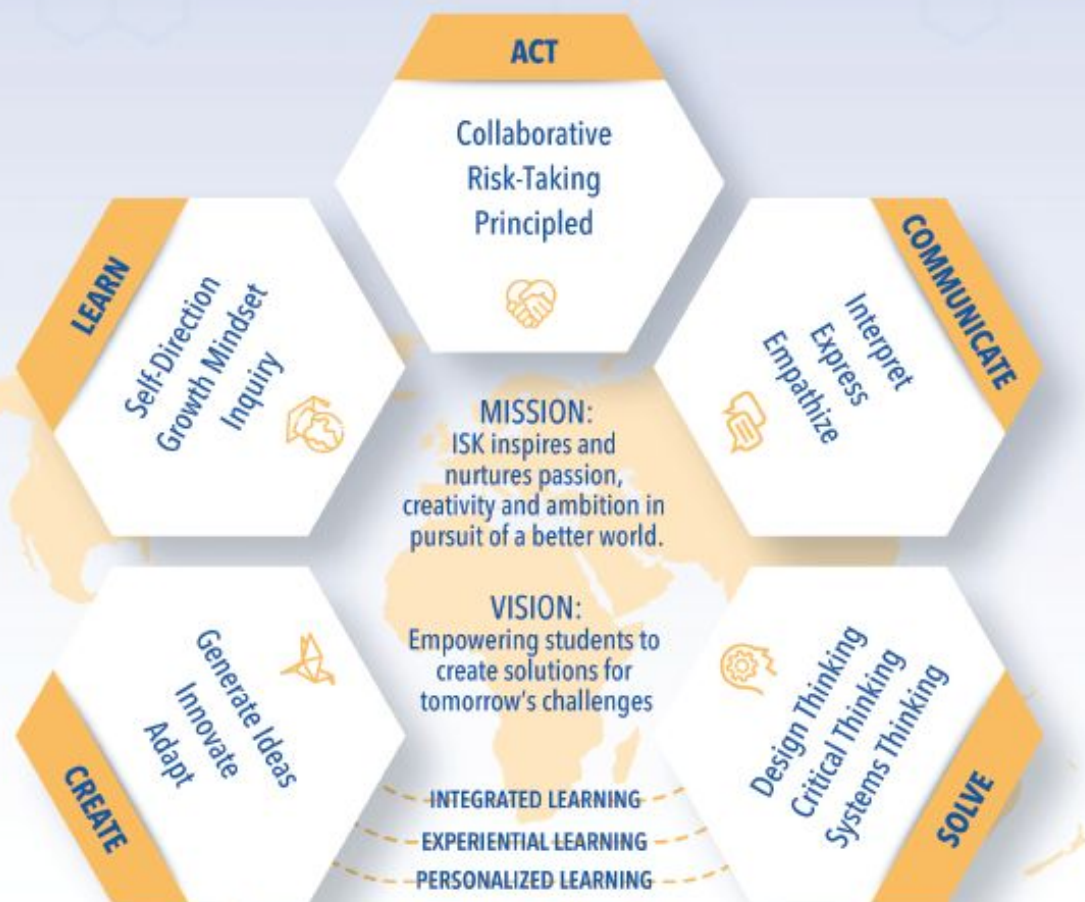 ACT
Collaborative
Risk-Taking
Principled
LEARN
Self-Direction
Growth Mindset
Inquiry
COMMUNICATE
Interpret
Express
Empathize
MISSION:
ISK inspires and
nurtures passion,
creativity and ambition in
pursuit of a better world.
VISION:
Empowering students to
create solutions for
tomorrow's challenges
CREATE
Generate Ideas
Innovate
Adapt
SOLVE
Design Thinking
Critical Thinking
Systems Thinking
INTEGRATED LEARNING
EXPERIENTIAL LEARNING
PERSONALIZED LEARNING